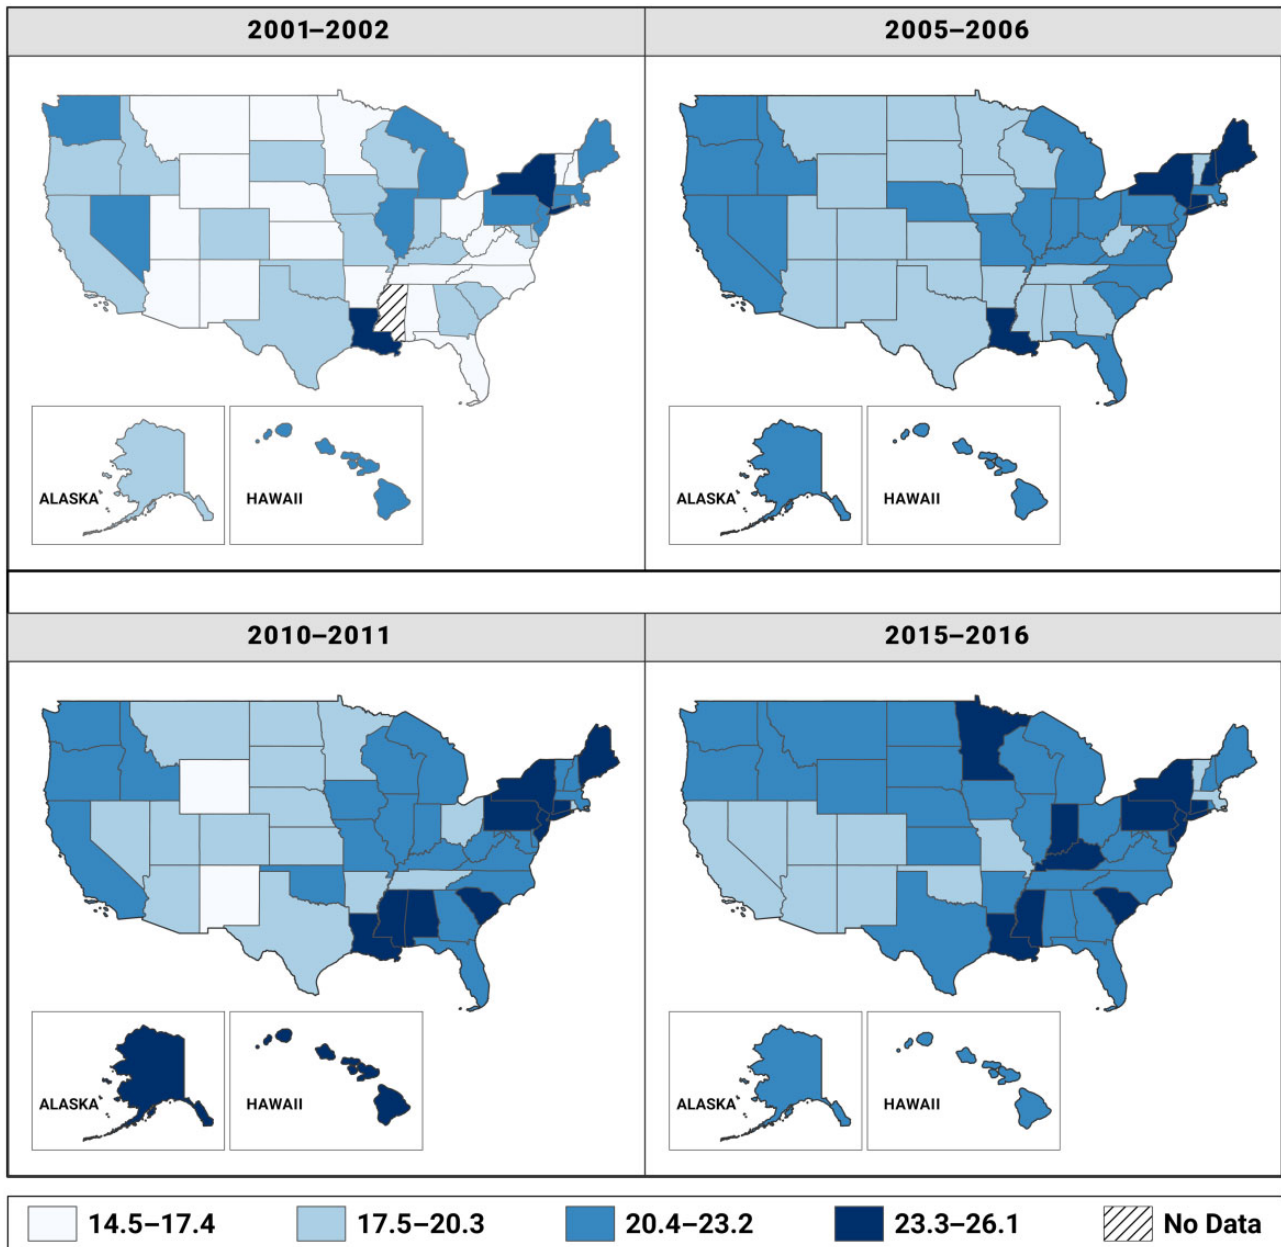 2001–2002
2005–2006
ALASKA
HAWAII
ALASKA
HAWAII
2010–2011
2015–2016
ALASKA
HAWAII
ALASKA
HAWAII
14.5–17.4
17.5–20.3
20.4–23.2
23.3–26.1
No Data